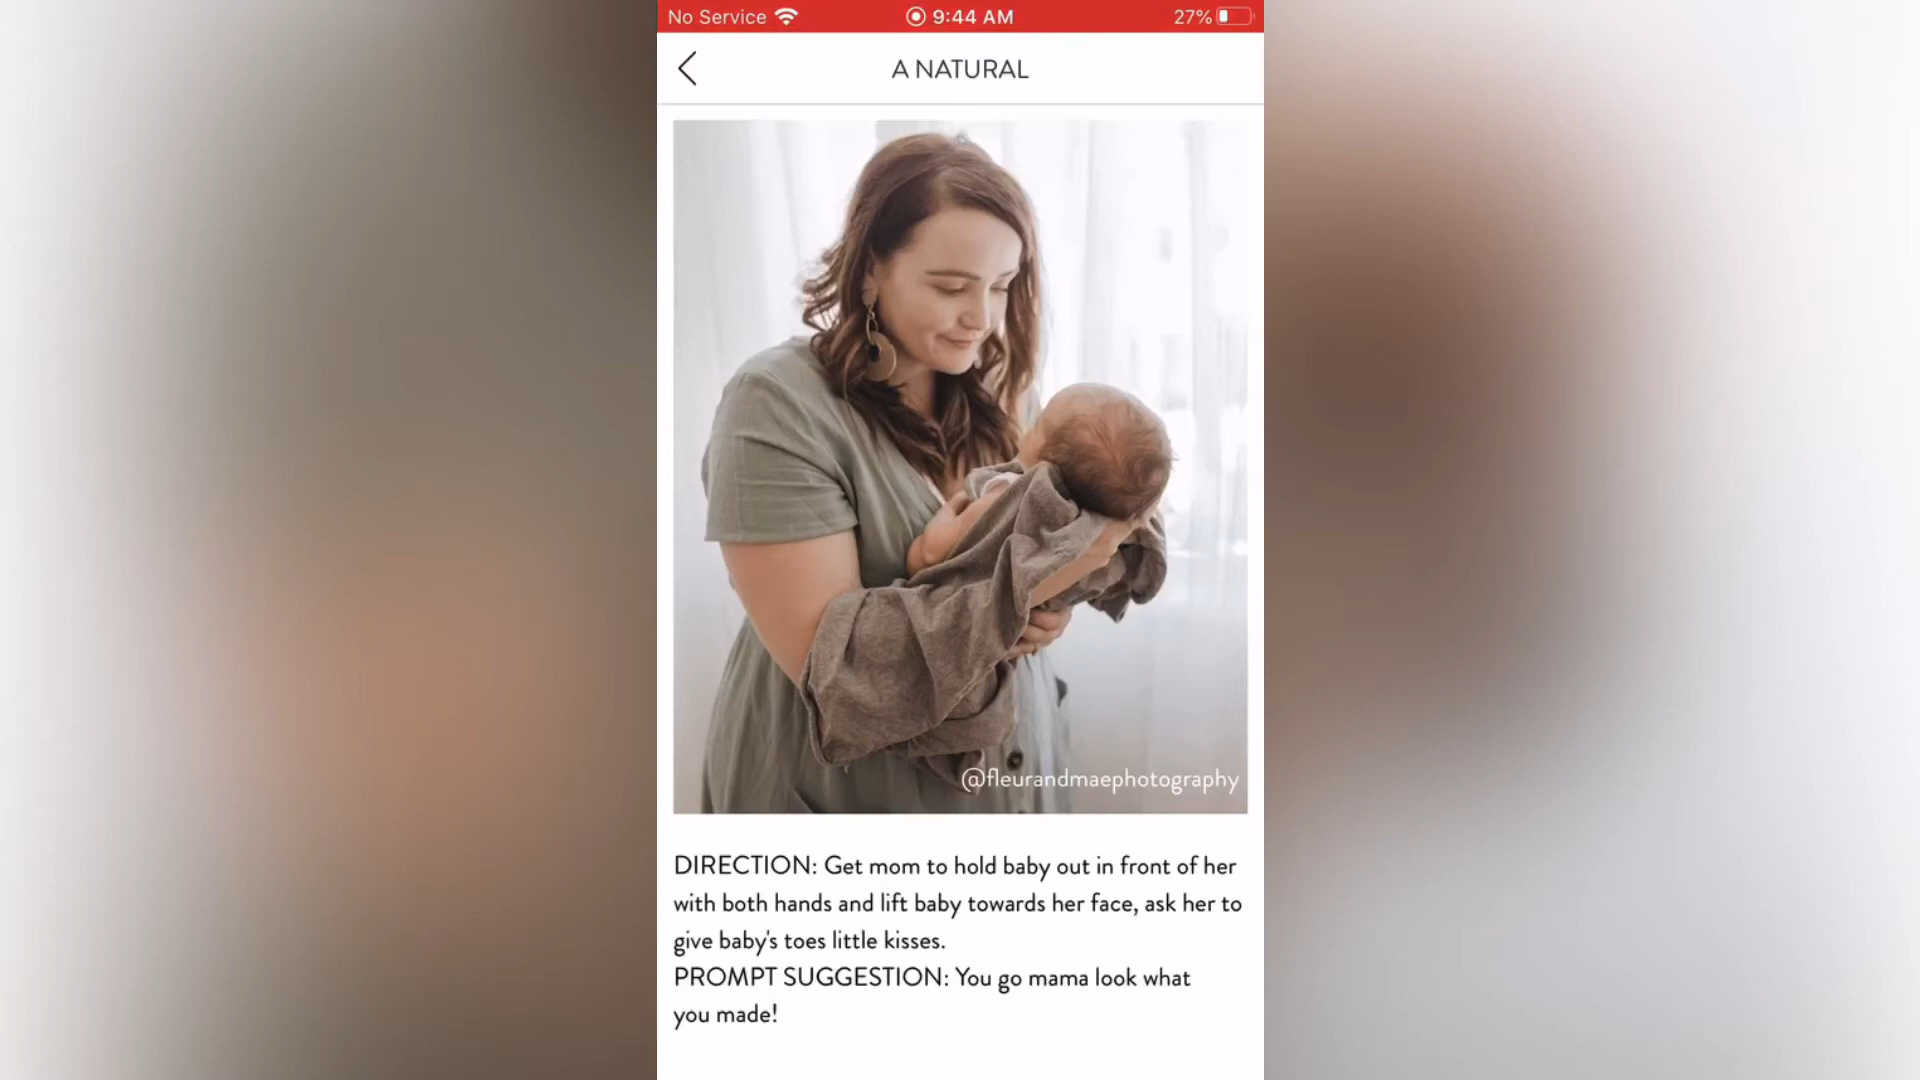 No Service 9:44 AM 27%
A NATURAL
@fleurandmaephotography
DIRECTION: Get mom to hold baby out in front of her
with both hands and lift baby towards her face, ask her to
give baby's toes little kisses.
PROMPT SUGGESTION: You go mama look what
you made!